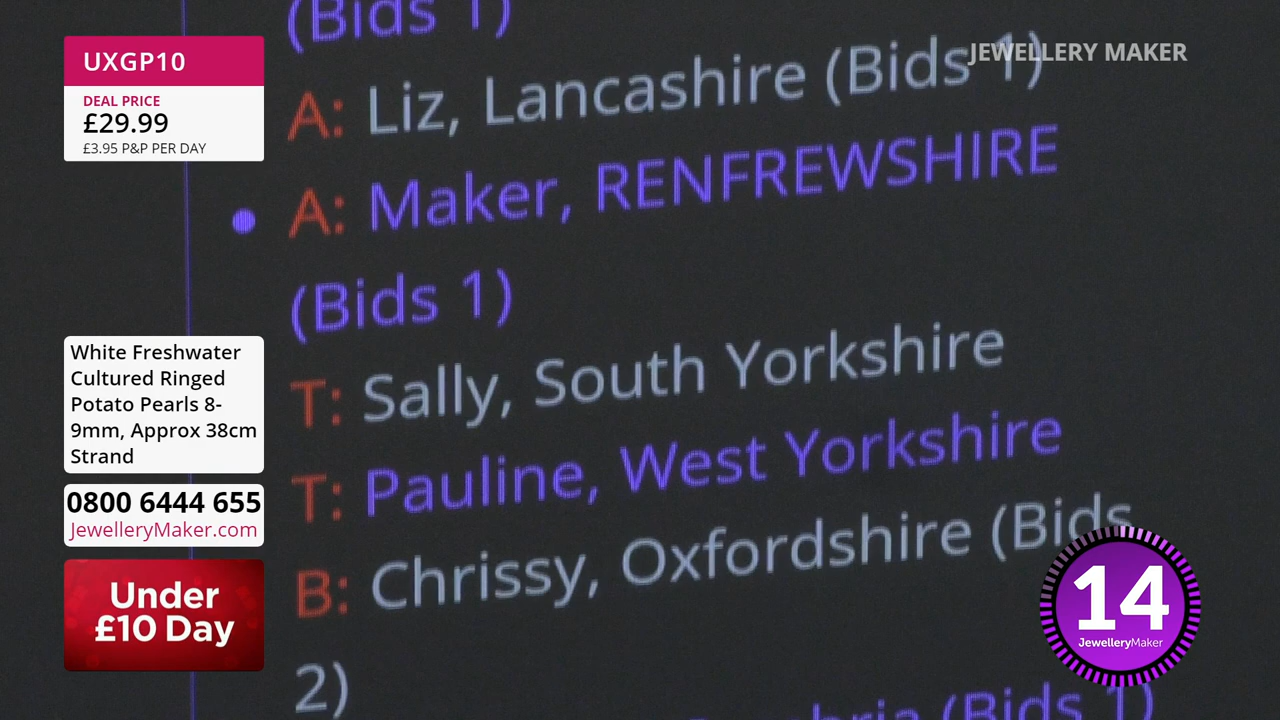 UXGP10
DEAL PRICE
£29.99
£3.95 P&P PER DAY
JEWELLERY MAKER
(Bids 1)
A: Liz, Lancashire (Bids 1)
A: Maker, RENFREWSHIRE
(Bids 1)
T: Sally, South Yorkshire
T: Pauline, West Yorkshire
B: Chrissy, Oxfordshire (Bids
2)
(Bids 1)
White Freshwater
Cultured Ringed
Potato Pearls 8-
9mm, Approx 38cm
Strand
0800 6444 655
JewelleryMaker.com
Under
£10 Day
14
JewelleryMaker